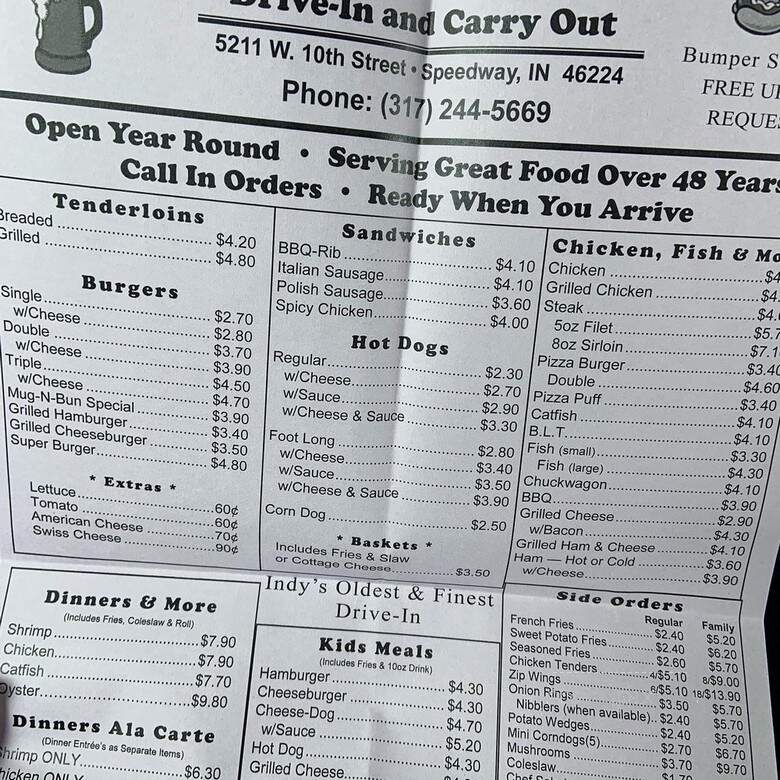 Drive-In and Carry Out
5211 W. 10th Street • Speedway, IN 46224
Phone: (317) 244-5669
Bumper S
FREE U
REQUE
Open Year Round • Serving Great Food Over 48 Years
Call In Orders • Ready When You Arrive
Tenderloins
Breaded ........ $4.20
Grilled ........ $4.80
Burgers
Single ........ $2.70
w/Cheese ........ $2.80
Double ........ $3.70
w/Cheese ........ $3.90
Triple ........ $4.50
w/Cheese ........ $4.70
Mug-N-Bun Special ........ $3.90
Grilled Hamburger ........ $3.40
Grilled Cheeseburger ........ $3.50
Super Burger ........ $4.80
* Extras *
Lettuce ........ 60¢
Tomato ........ 60¢
American Cheese ........ 70¢
Swiss Cheese ........ 90¢
Sandwiches
BBQ-Rib ........ $4.10
Italian Sausage ........ $4.10
Polish Sausage ........ $3.60
Spicy Chicken ........ $4.00
Hot Dogs
Regular ........ $2.30
w/Cheese ........ $2.70
w/Sauce ........ $2.90
w/Cheese & Sauce ........ $3.30
Foot Long ........ $2.80
w/Cheese ........ $3.40
w/Sauce ........ $3.50
w/Cheese & Sauce ........ $3.90
Corn Dog ........ $2.50
* Baskets *
Includes Fries & Slaw
or Cottage Cheese ........ $3.50
Chicken, Fish & Mo
Chicken ........ $4
Grilled Chicken ........ $4.
Steak ........ $4.
5oz Filet ........ $5.7
8oz Sirloin ........ $7.1
Pizza Burger ........ $3.40
Double ........ $4.60
Pizza Puff ........ $3.40
Catfish ........ $4.10
B.L.T. ........ $4.10
Fish (small) ........ $3.30
Fish (large) ........ $4.30
Chuckwagon ........ $4.10
BBQ ........ $3.90
Grilled Cheese ........ $2.90
w/Bacon ........ $4.30
Grilled Ham & Cheese ........ $4.10
Ham — Hot or Cold ........ $3.60
w/Cheese ........ $3.90
Dinners & More
(Includes Fries, Coleslaw & Roll)
Shrimp ........ $7.90
Chicken ........ $7.90
Catfish ........ $7.70
Oyster ........ $9.80
Dinners Ala Carte
(Dinner Entrée's as Separate Items)
Shrimp ONLY ........ $6.30
Chicken ONLY
Indy's Oldest & Finest
Drive-In
Kids Meals
(Includes Fries & 10oz Drink)
Hamburger ........ $4.30
Cheeseburger ........ $4.30
Cheese-Dog ........ $4.70
w/Sauce ........ $5.20
Hot Dog ........ $4.30
Grilled Cheese
Side Orders
Regular Family
French Fries ........ $2.40 $5.20
Sweet Potato Fries ........ $2.40 $6.20
Seasoned Fries ........ $2.60 $5.70
Chicken Tenders ........ 4/$5.10 8/$9.00
Zip Wings ........ 6/$5.10 18/$13.90
Onion Rings ........ $3.50 $5.70
Nibblers (when available) .. $2.40 $5.70
Potato Wedges ........ $2.40 $5.20
Mini Corndogs(5) ........ $2.70 $6.70
Mushrooms ........ $3.70 $9.70
Coleslaw